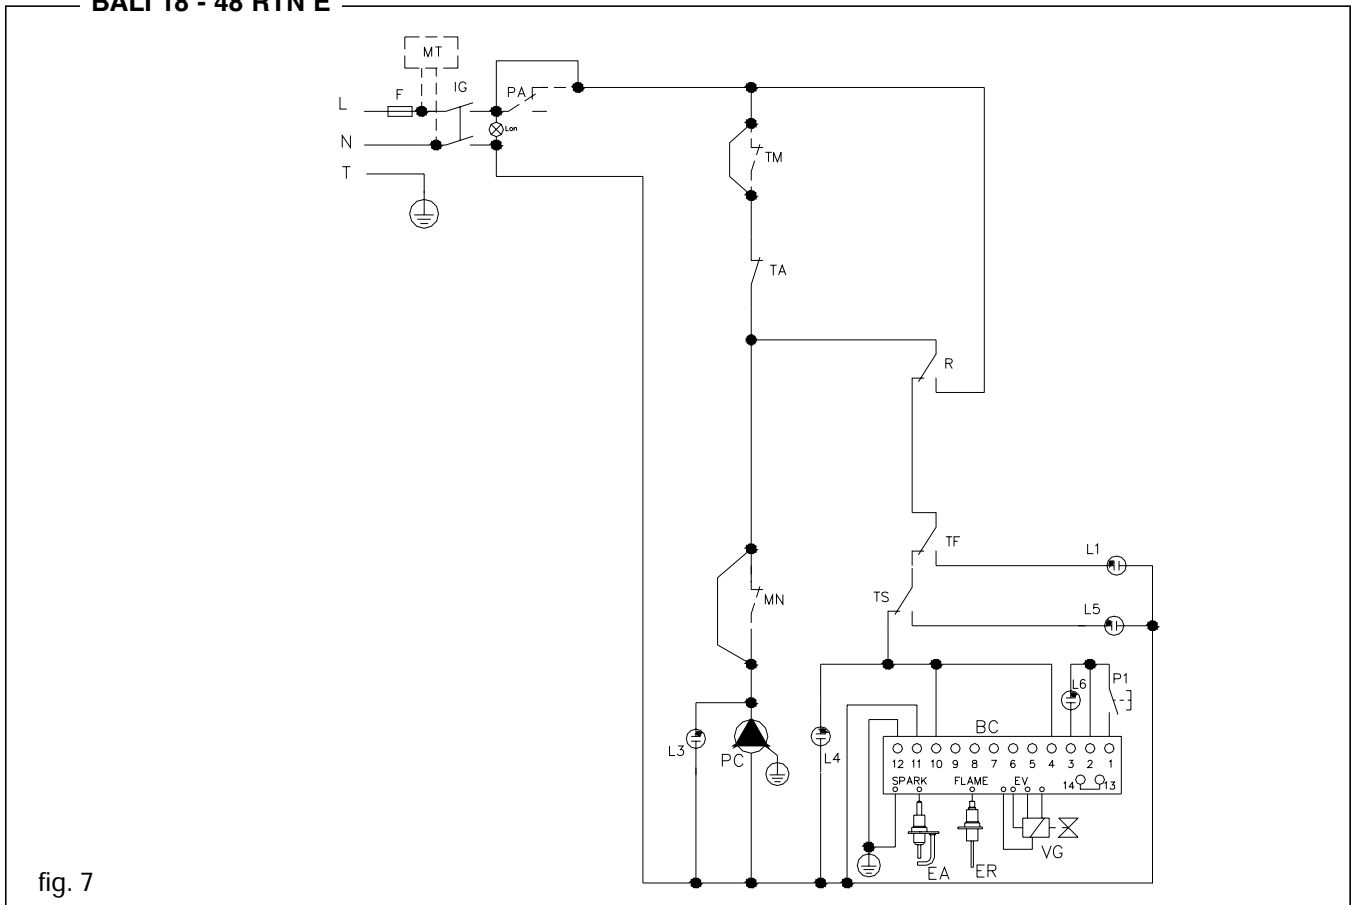 BALI 18 - 48 RTN E
MT
F
IG
PA
L
Lon
N
T
TM
TA
R
TF
L1
TS
L5
MN
L6
P1
BC
L3
PC
L4
12 11 10 9 8 7 6 5 4 3 2 1
SPARK FLAME EV 14 13
VG
EA ER
fig. 7